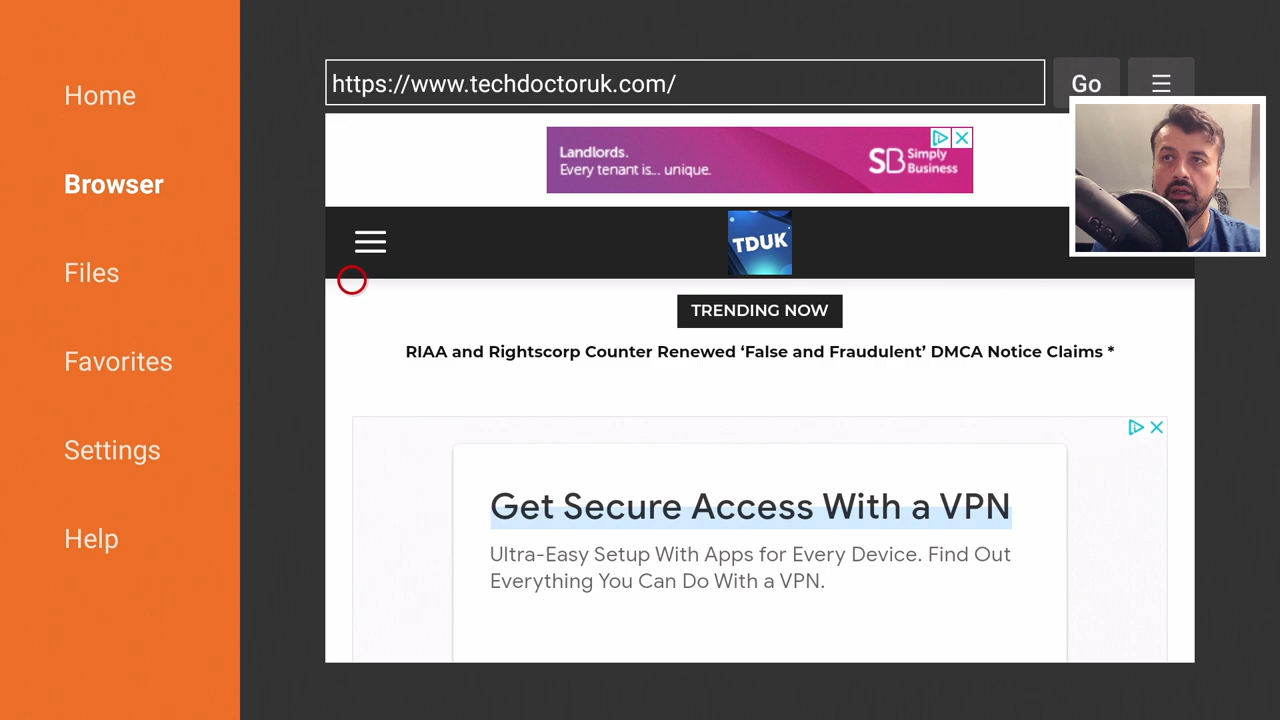 Home
Browser
Files
Favorites
Settings
Help
https://www.techdoctoruk.com/
Go
Landlords.
Every tenant is... unique.
SB Simply
Business
TDUK
TRENDING NOW
RIAA and Rightscorp Counter Renewed ‘False and Fraudulent’ DMCA Notice Claims *
Get Secure Access With a VPN
Ultra-Easy Setup With Apps for Every Device. Find Out
Everything You Can Do With a VPN.